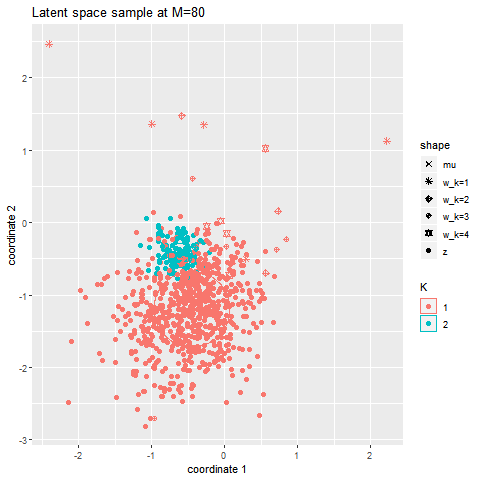 Latent space sample at M=80
2
1
0
-1
-2
-3
coordinate 2
-2
-1
0
1
2
coordinate 1
shape
mu
w_k=1
w_k=2
w_k=3
w_k=4
z
K
1
2